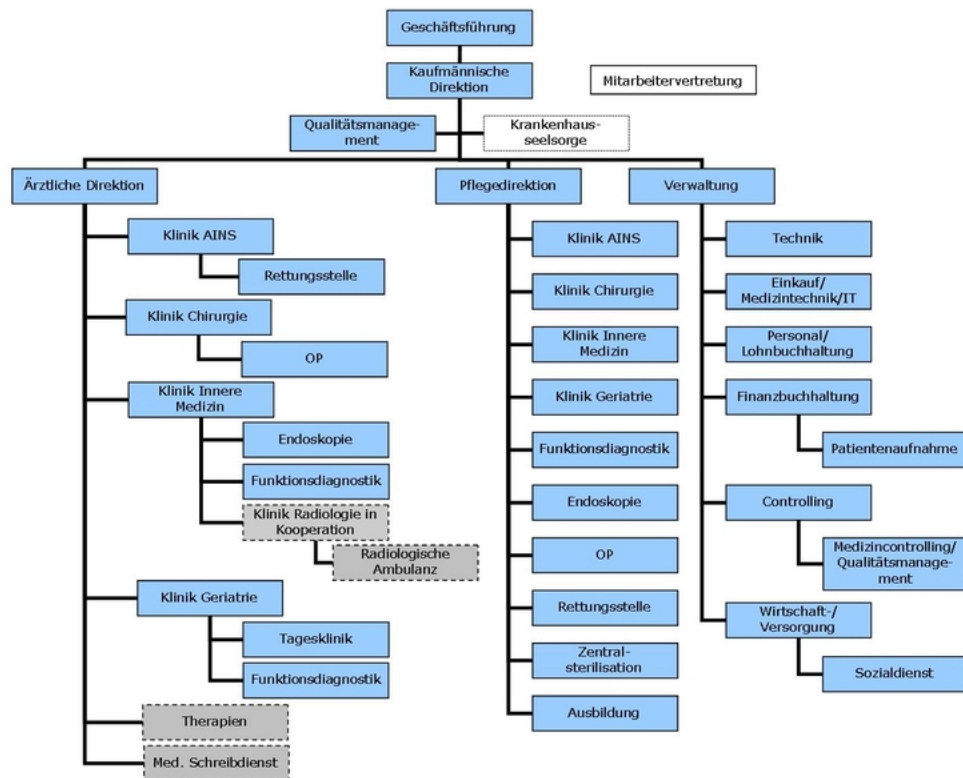 Geschäftsführung
Kaufmännische
Direktion
Mitarbeitervertretung
Qualitätsmanage-
ment
Krankenhaus-
seelsorge
Ärztliche Direktion
Klinik AINS
Rettungsstelle
Klinik Chirurgie
OP
Klinik Innere
Medizin
Endoskopie
Funktionsdiagnostik
Klinik Radiologie in
Kooperation
Radiologische
Ambulanz
Klinik Geriatrie
Tagesklinik
Funktionsdiagnostik
Therapien
Med. Schreibdienst
Pflegedirektion
Klinik AINS
Klinik Chirurgie
Klinik Innere
Medizin
Klinik Geriatrie
Funktionsdiagnostik
Endoskopie
OP
Rettungsstelle
Zentral-
sterilisation
Ausbildung
Verwaltung
Technik
Einkauf/
Medizintechnik/IT
Personal/
Lohnbuchhaltung
Finanzbuchhaltung
Patientenaufnahme
Controlling
Medizincontrolling/
Qualitätsmanage-
ment
Wirtschaft-/
Versorgung
Sozialdienst